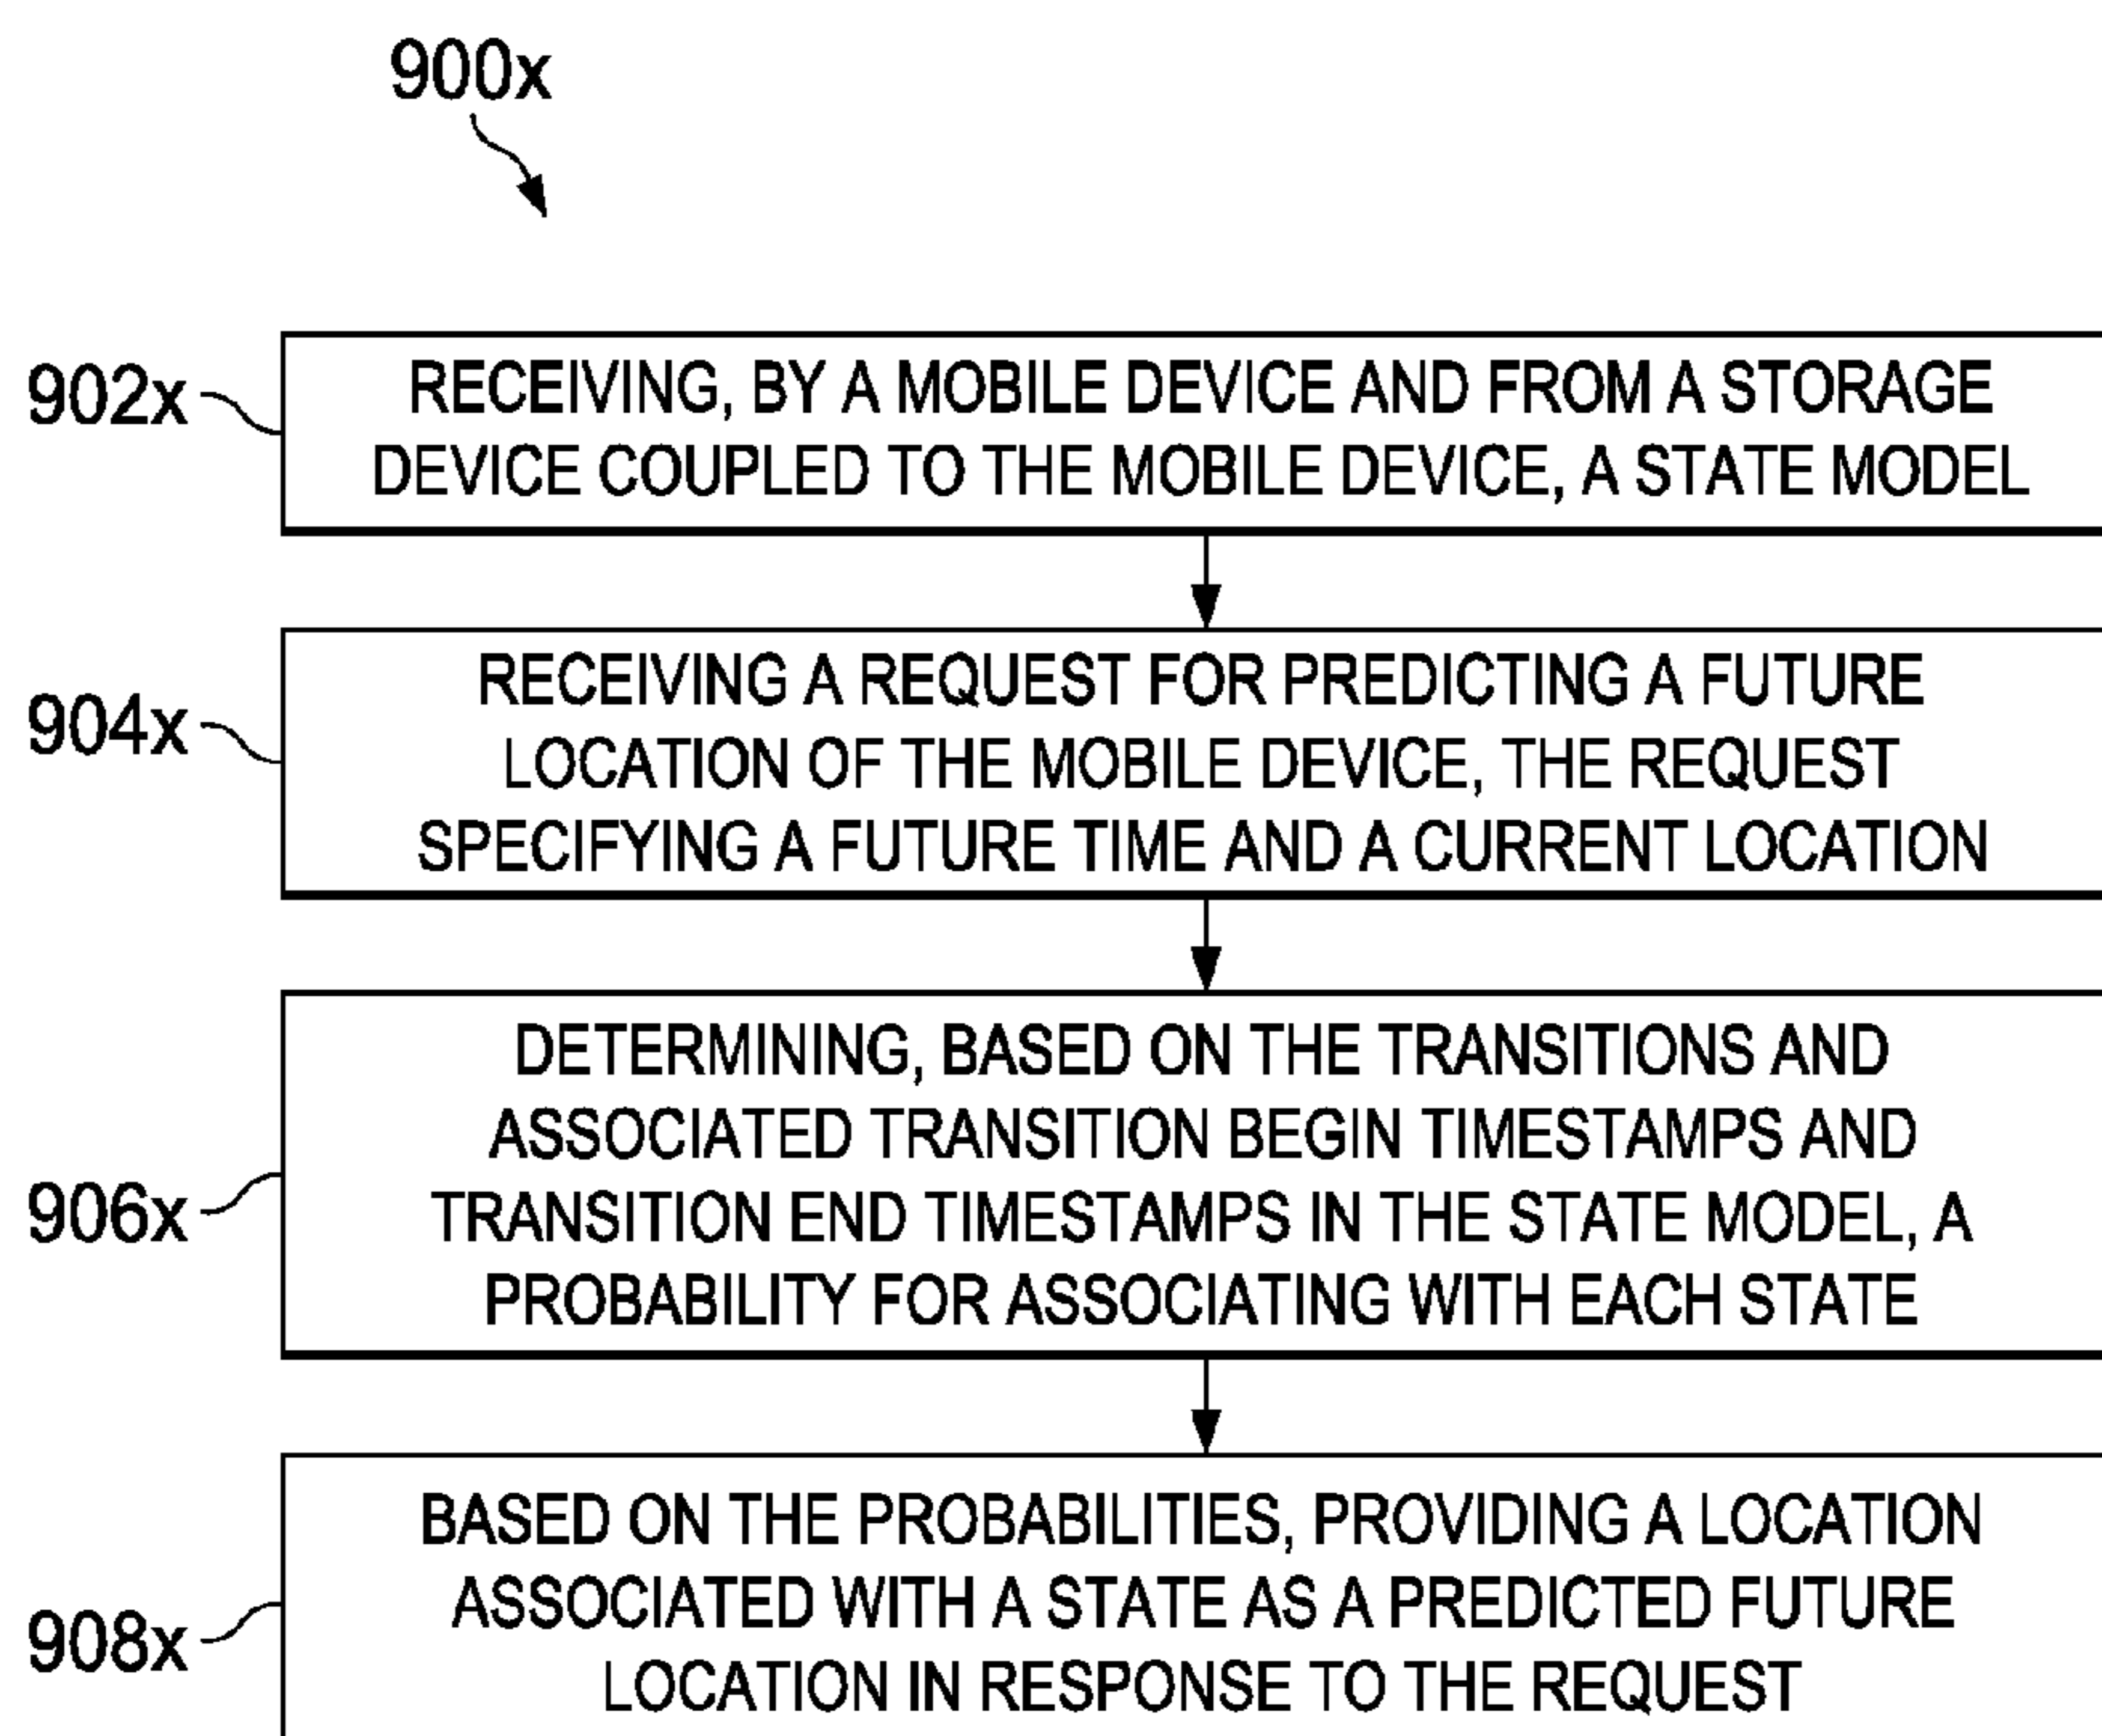 900x
902x
RECEIVING, BY A MOBILE DEVICE AND FROM A STORAGE
DEVICE COUPLED TO THE MOBILE DEVICE, A STATE MODEL
904x
RECEIVING A REQUEST FOR PREDICTING A FUTURE
LOCATION OF THE MOBILE DEVICE, THE REQUEST
SPECIFYING A FUTURE TIME AND A CURRENT LOCATION
906x
DETERMINING, BASED ON THE TRANSITIONS AND
ASSOCIATED TRANSITION BEGIN TIMESTAMPS AND
TRANSITION END TIMESTAMPS IN THE STATE MODEL, A
PROBABILITY FOR ASSOCIATING WITH EACH STATE
908x
BASED ON THE PROBABILITIES, PROVIDING A LOCATION
ASSOCIATED WITH A STATE AS A PREDICTED FUTURE
LOCATION IN RESPONSE TO THE REQUEST